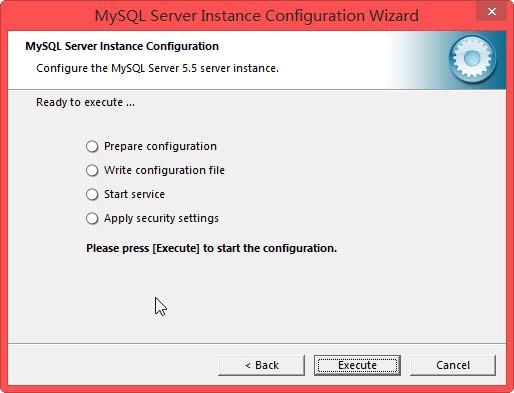 MySQL Server Instance Configuration Wizard
MySQL Server Instance Configuration
Configure the MySQL Server 5.5 server instance.
Ready to execute ...
Prepare configuration
Write configuration file
Start service
Apply security settings
Please press [Execute] to start the configuration.
< Back
Execute
Cancel